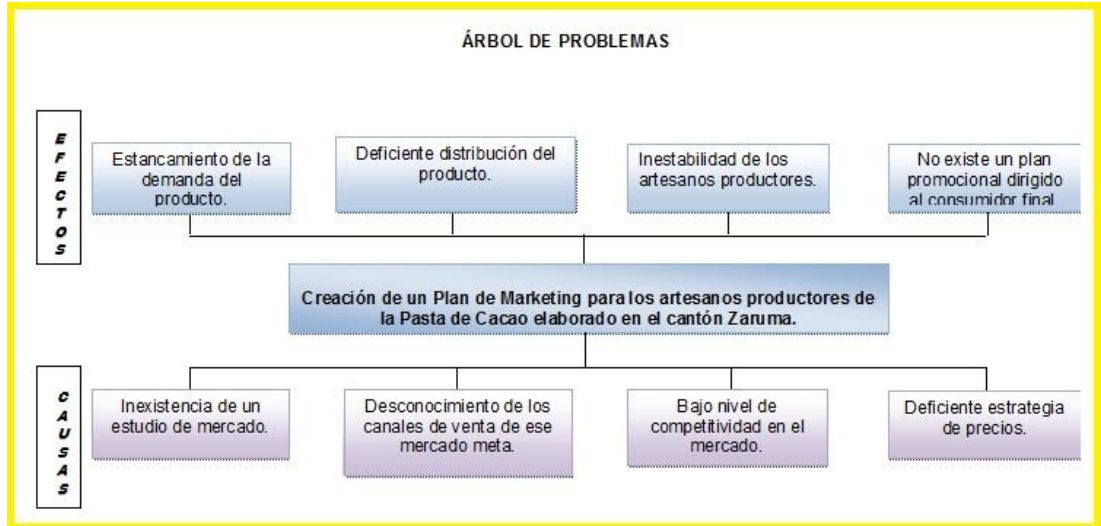 ÁRBOL DE PROBLEMAS
EFECTOS
Estancamiento de la
demanda del
producto.
Deficiente distribución del
producto.
Inestabilidad de los
artesanos productores.
No existe un plan
promocional dirigido
al consumidor final
Creación de un Plan de Marketing para los artesanos productores de
la Pasta de Cacao elaborado en el cantón Zaruma.
CAUSAS
Inexistencia de un
estudio de mercado.
Desconocimiento de los
canales de venta de ese
mercado meta.
Bajo nivel de
competitividad en el
mercado.
Deficiente estrategia
de precios.